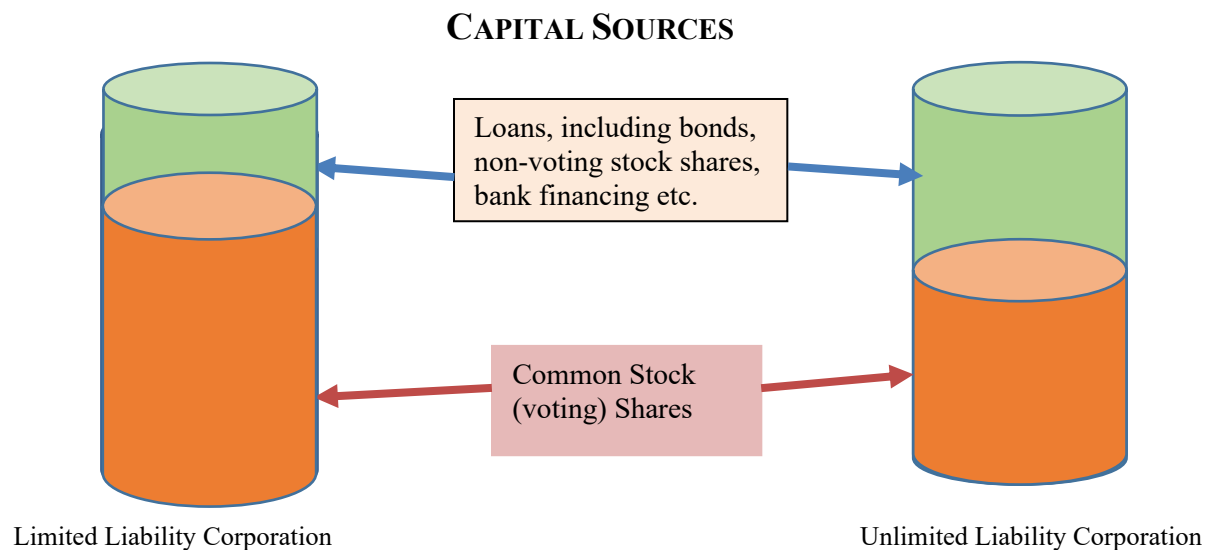 CAPITAL SOURCES
Loans, including bonds,
non-voting stock shares,
bank financing etc.
Common Stock
(voting) Shares
Limited Liability Corporation
Unlimited Liability Corporation